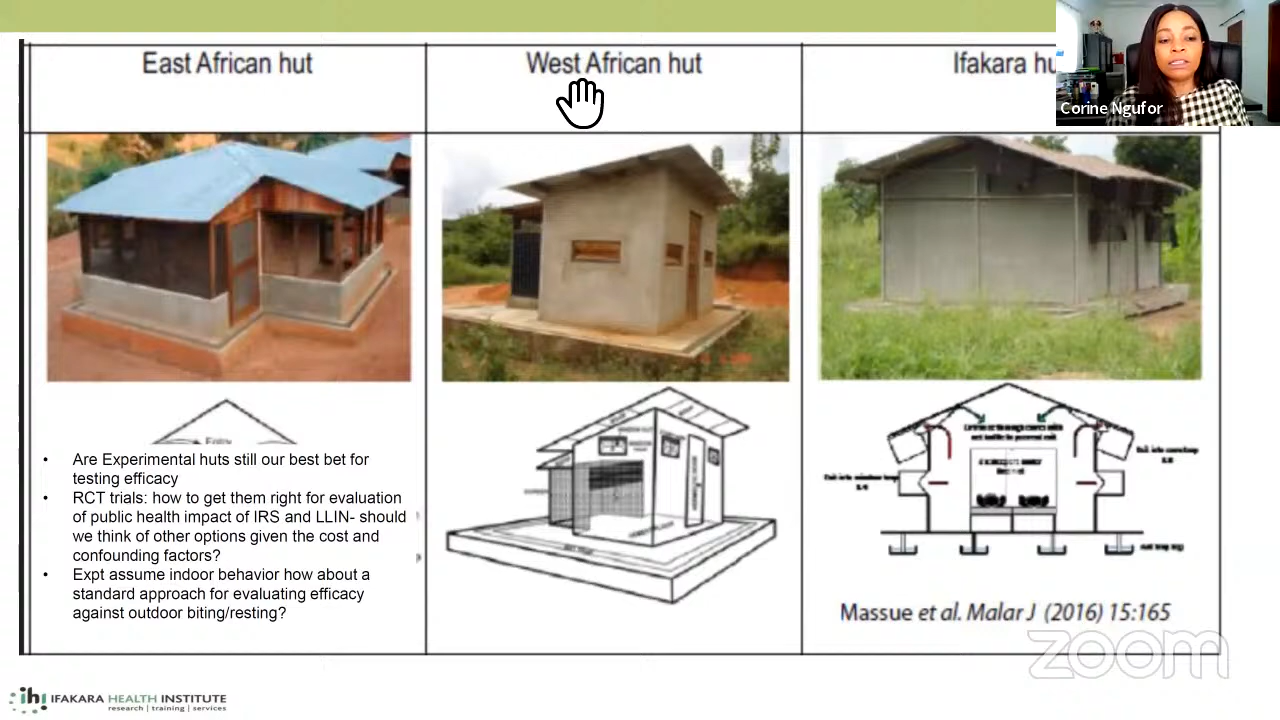 East African hut
West African hut
Ifakara hu
Corine Ngufor
Entry
• Are Experimental huts still our best bet for
testing efficacy
• RCT trials: how to get them right for evaluation
of public health impact of IRS and LLIN- should
we think of other options given the cost and
confounding factors?
• Expt assume indoor behavior how about a
standard approach for evaluating efficacy
against outdoor biting/resting?
Massue et al. Malar J (2016) 15:165
zoom
ihi IFAKARA HEALTH INSTITUTE
research | training | services